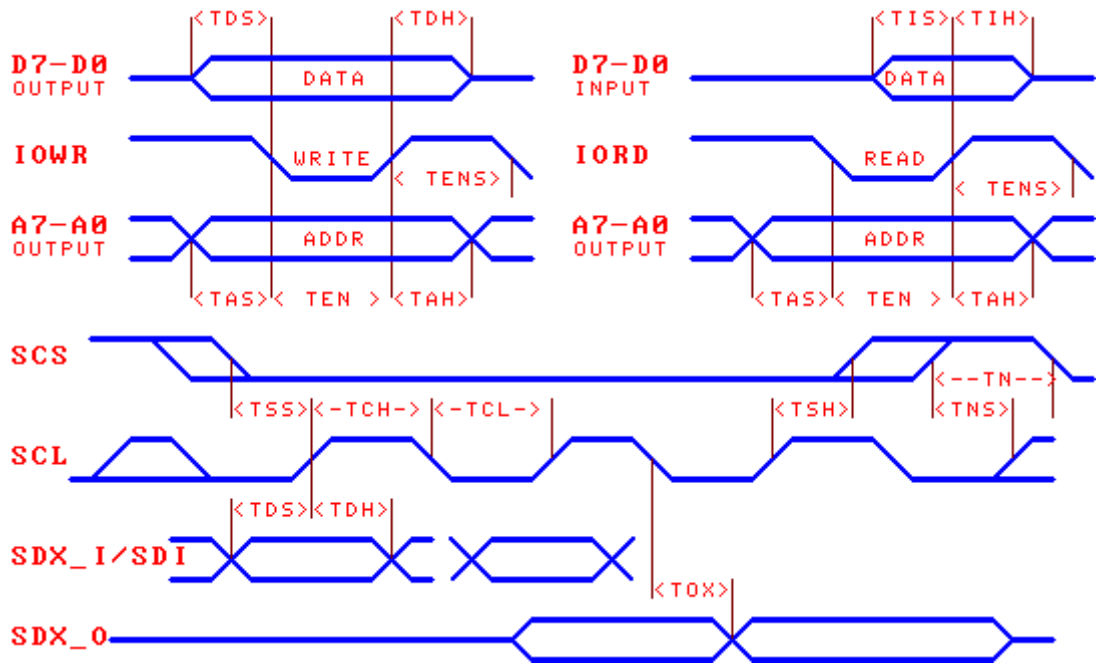 <TDS> <TDH> <TIS> <TIH>
D7-D0 DATA D7-D0 DATA
OUTPUT INPUT
IOWR WRITE IORD READ
< TENS> < TENS>
A7-A0 ADDR A7-A0 ADDR
OUTPUT OUTPUT
<TAS> < TEN > <TAH> <TAS> < TEN > <TAH>
SCS
<--TN-->
<TSS> <-TCH-> <-TCL-> <TSH> <TNS>
SCL
<TDS> <TDH>
SDX_I/SDI
<TOX>
SDX_O